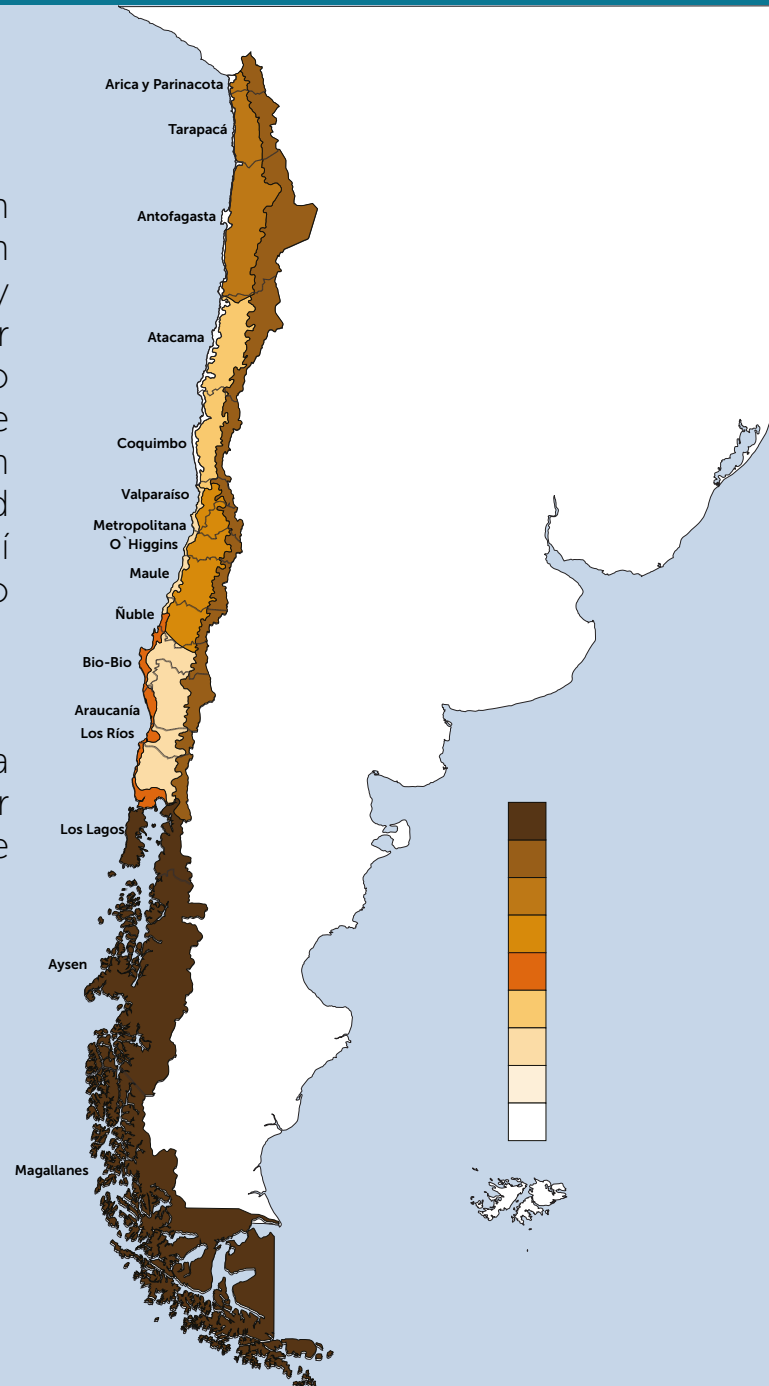 Arica y Parinacota
Tarapacá
n
Antofagasta
n
y
r
Atacama
o
e
Coquimbo
n
Valparaíso
d
Metropolitana
O`Higgins
í
Maule
o
Ñuble
Bio-Bio
Araucanía
Los Ríos
a
r
Los Lagos
e
Aysen
Magallanes